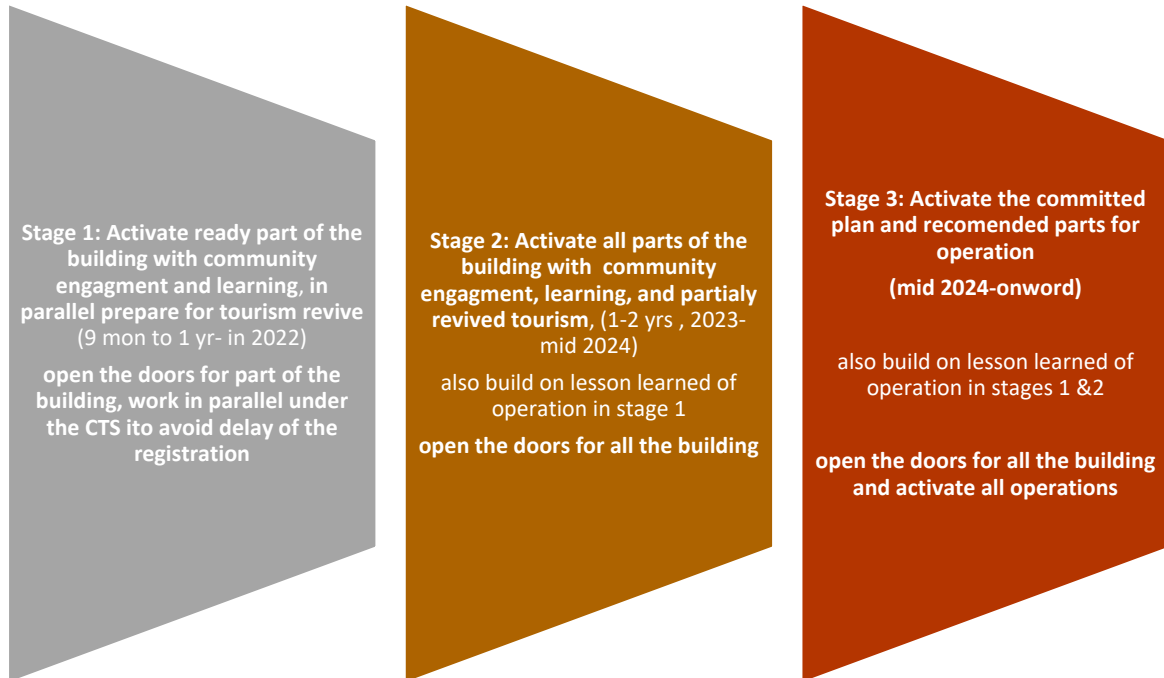 Stage 1: Activate ready part of the
building with community
engagment and learning, in
parallel prepare for tourism revive
(9 mon to 1 yr- in 2022)
open the doors for part of the
building, work in parallel under
the CTS ito avoid delay of the
registration
Stage 2: Activate all parts of the
building with community
engagment, learning, and partialy
revived tourism, (1-2 yrs , 2023-
mid 2024)
also build on lesson learned of
operation in stage 1
open the doors for all the building
Stage 3: Activate the committed
plan and recomended parts for
operation
(mid 2024-onword)
also build on lesson learned of
operation in stages 1 &2
open the doors for all the building
and activate all operations